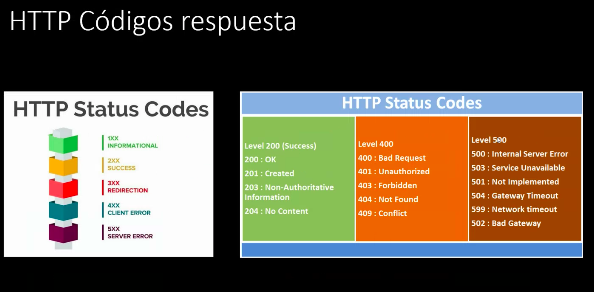 HTTP Códigos respuesta
HTTP Status Codes
1XX
INFORMATIONAL
2XX
SUCCESS
3XX
REDIRECTION
4XX
CLIENT ERROR
5XX
SERVER ERROR
HTTP Status Codes
Level 200 (Success)
200 : OK
201 : Created
203 : Non-Authoritative
Information
204 : No Content
Level 400
400 : Bad Request
401 : Unauthorized
403 : Forbidden
404 : Not Found
409 : Conflict
Level 500
500 : Internal Server Error
503 : Service Unavailable
501 : Not Implemented
504 : Gateway Timeout
599 : Network timeout
502 : Bad Gateway